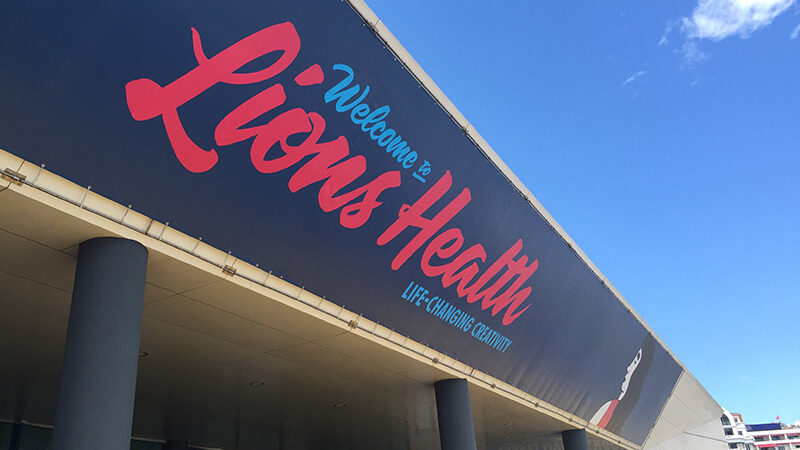 Welcome to
Lions Health
LIFE-CHANGING CREATIVITY